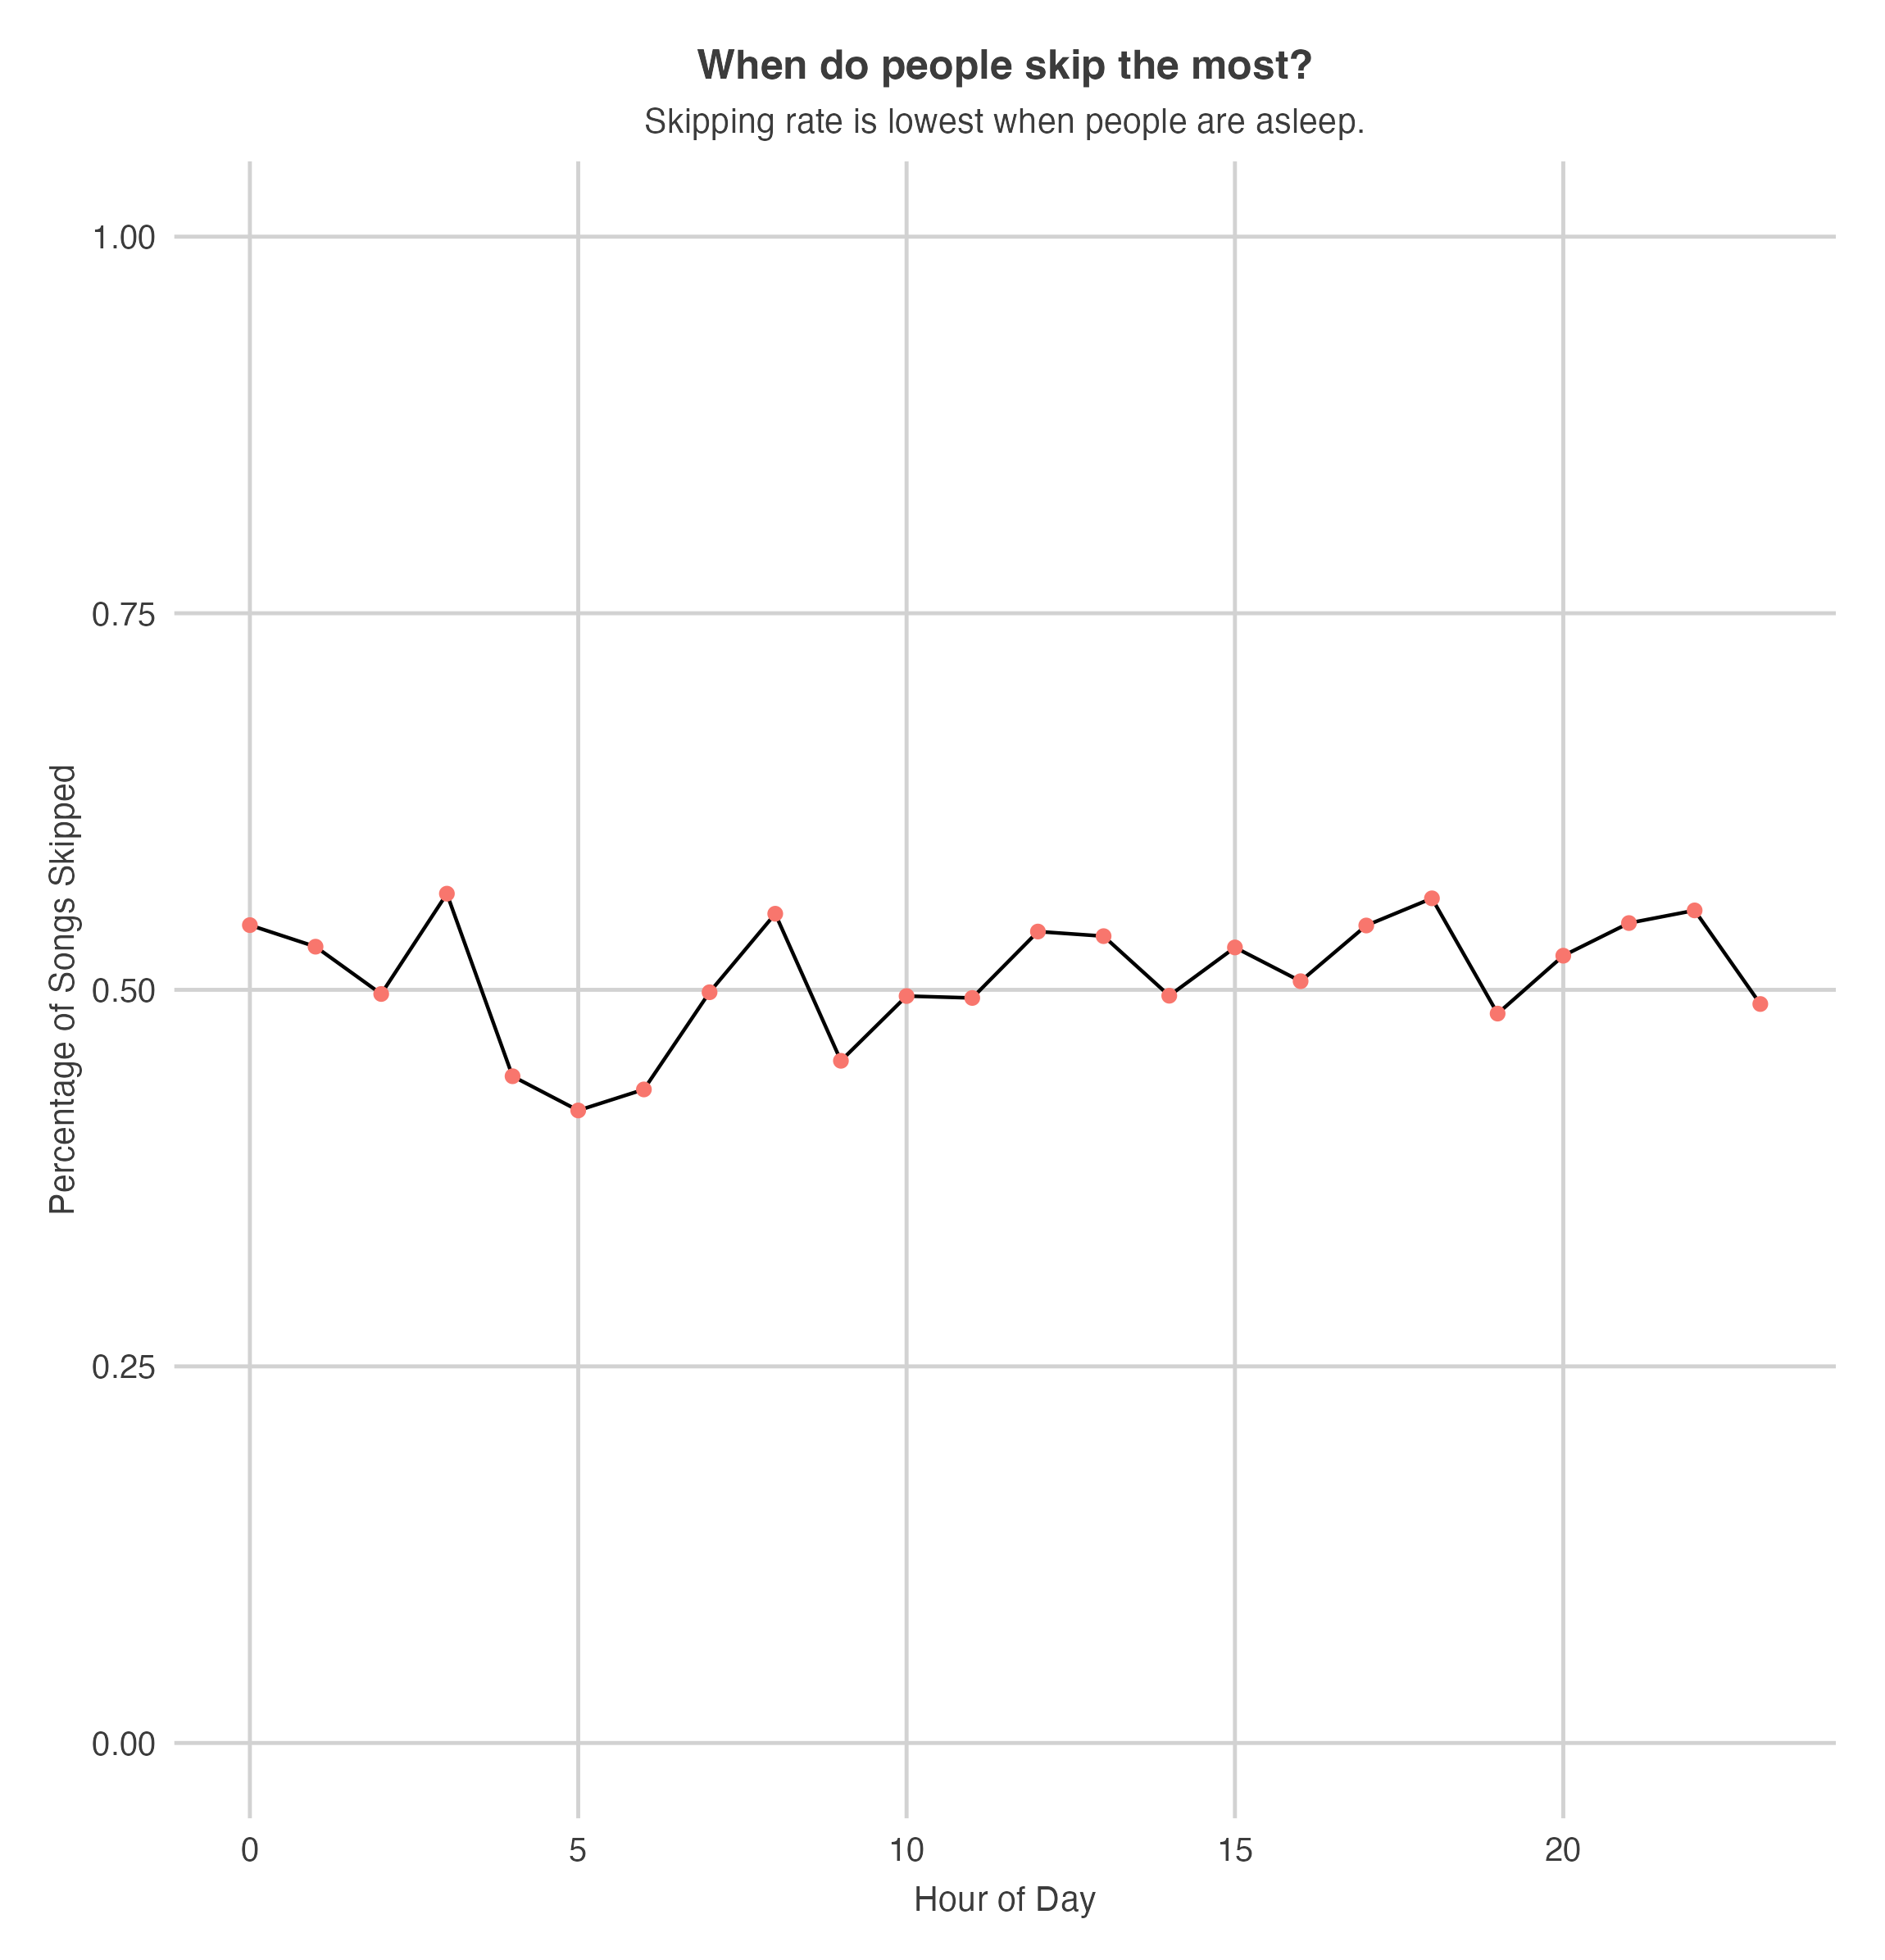 When do people skip the most?
Skipping rate is lowest when people are asleep.
1.00
0.75
0.50
0.25
0.00
Percentage of Songs Skipped
0 5 10 15 20
Hour of Day